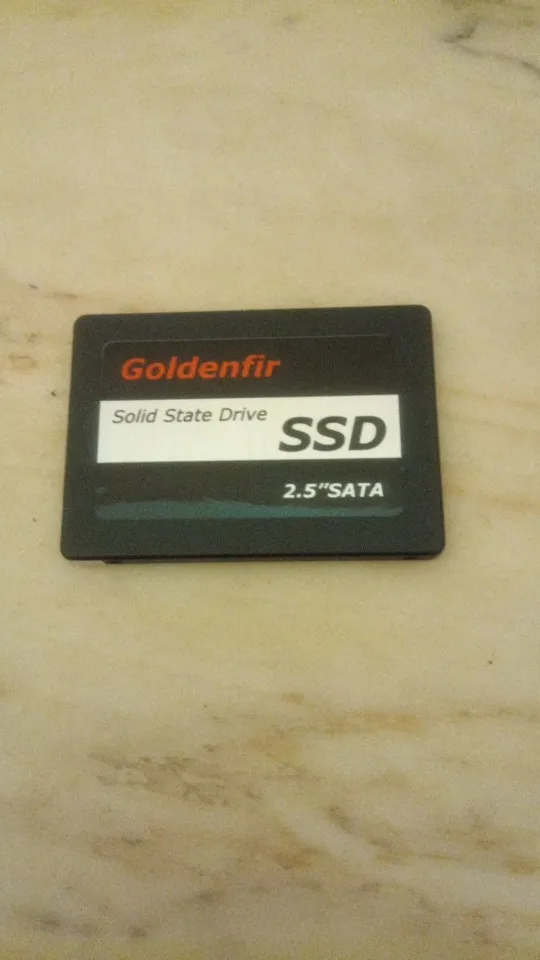 Goldenfir
Solid State Drive
SSD
2.5"SATA